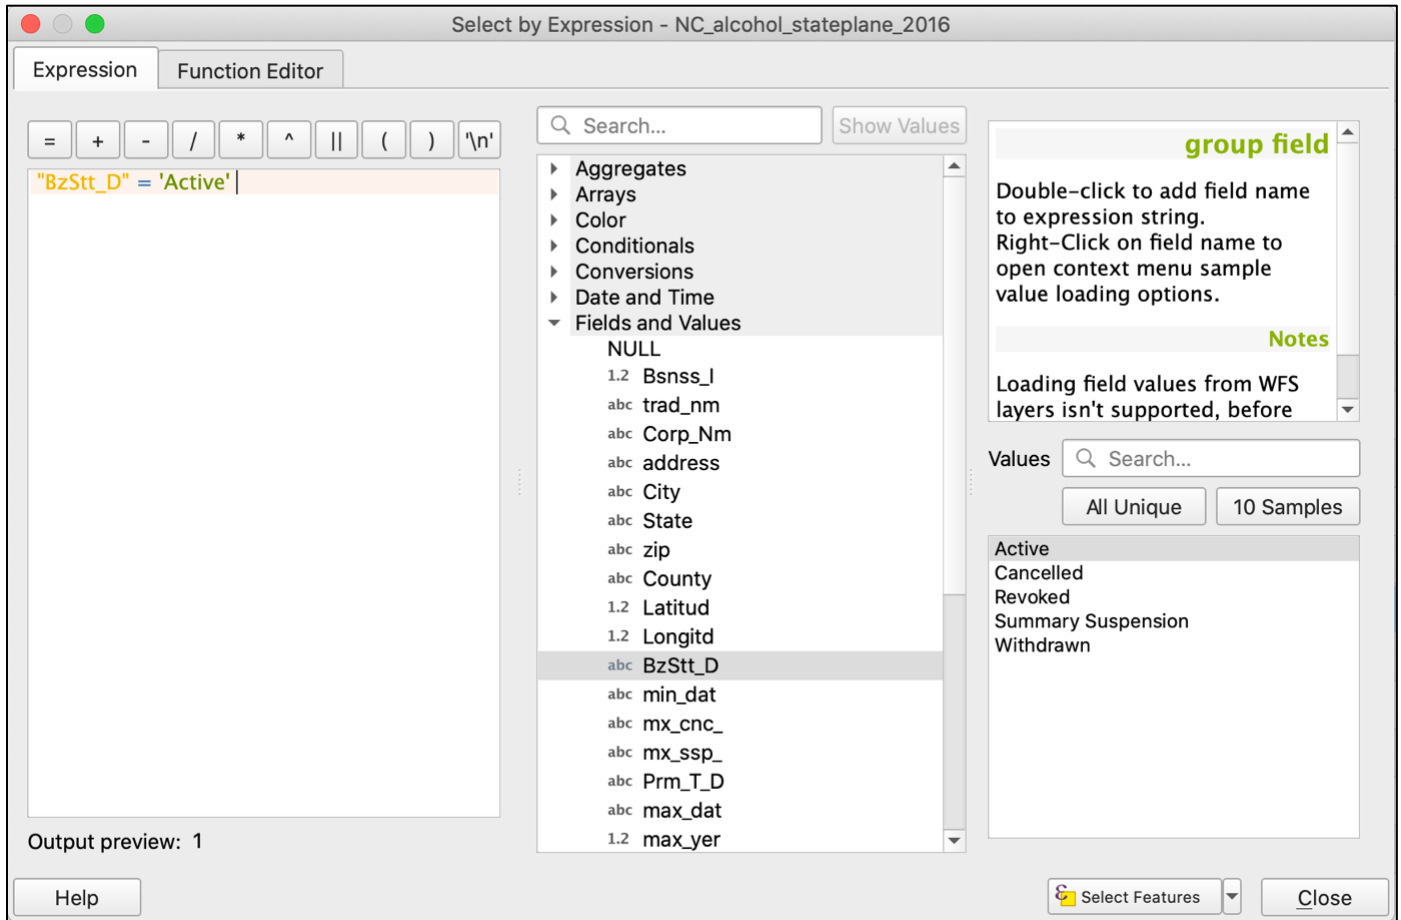 Select by Expression - NC_alcohol_stateplane_2016
Expression
Function Editor
= + - / * ^ || ( ) '\n'
"BzStt_D" = 'Active'
Output preview: 1
Search...
Show Values
Aggregates
Arrays
Color
Conditionals
Conversions
Date and Time
Fields and Values
NULL
1.2 Bsnss_I
abc trad_nm
abc Corp_Nm
abc address
abc City
abc State
abc zip
abc County
1.2 Latitud
1.2 Longitd
abc BzStt_D
abc min_dat
abc mx_cnc_
abc mx_ssp_
abc Prm_T_D
abc max_dat
1.2 max_yer
group field
Double-click to add field name
to expression string.
Right-Click on field name to
open context menu sample
value loading options.
Notes
Loading field values from WFS
layers isn't supported, before
Values
Search...
All Unique
10 Samples
Active
Cancelled
Revoked
Summary Suspension
Withdrawn
Help
Select Features
Close